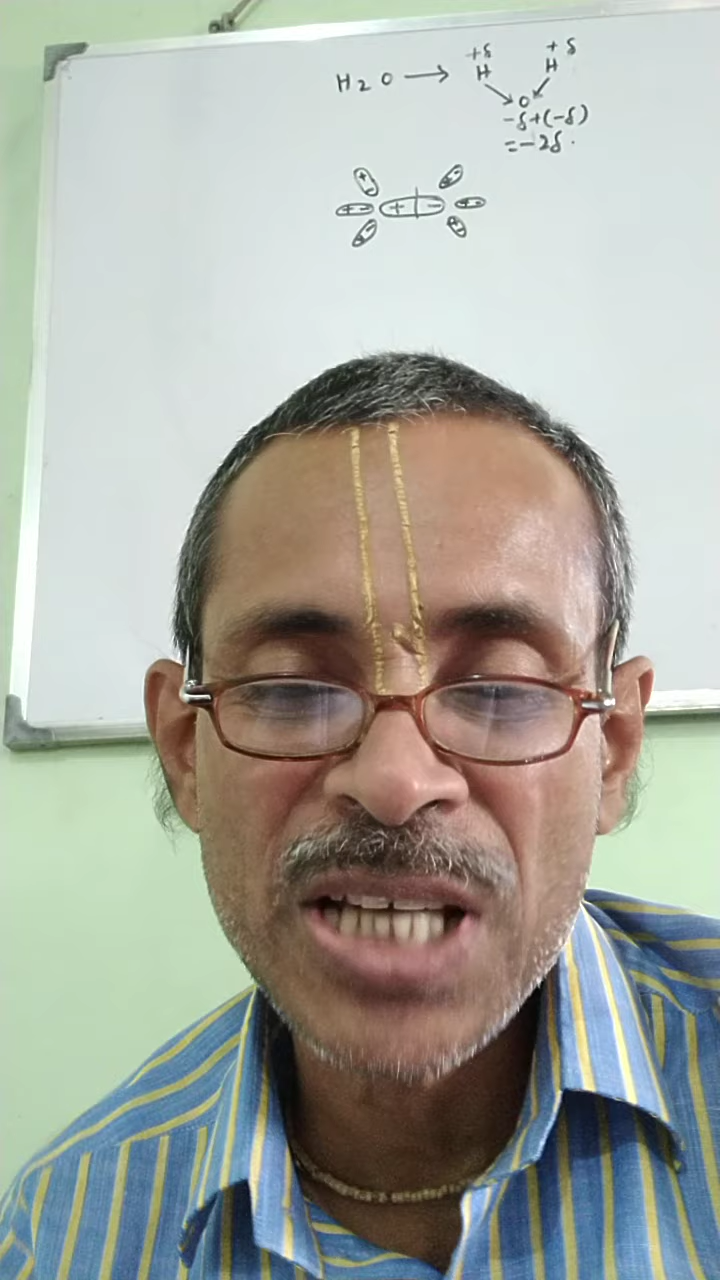 +δ +δ
H₂O → H H
O
-δ+(-δ)
=-2δ.
+ - + -
+ - + - + -
+ - + -